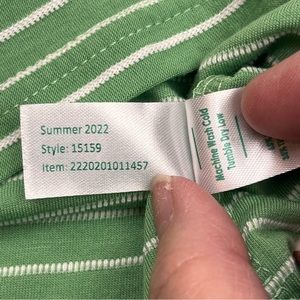 Summer 2022
Style: 15159
Item: 2220201011457
Machine Wash Cold
Tumble Dry Low